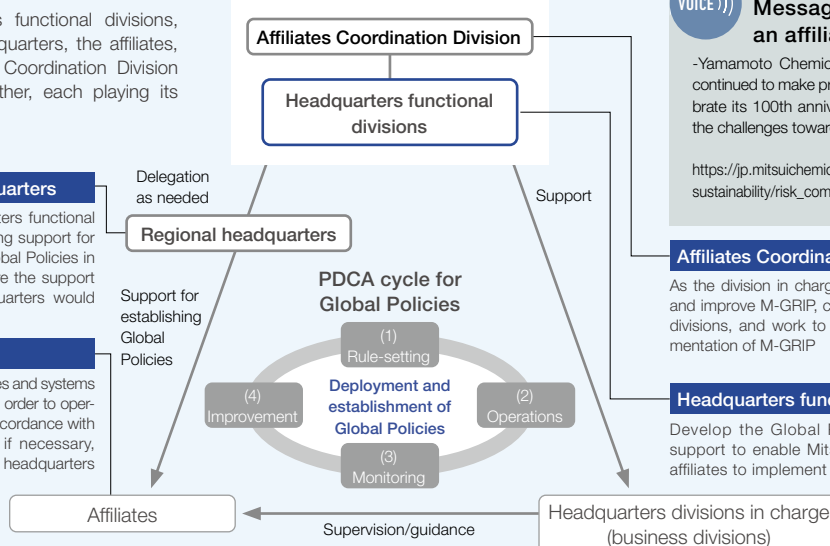 s functional divisions,
quarters, the affiliates,
Coordination Division
ther, each playing its
Affiliates Coordination Division
Headquarters functional
divisions
VOICE
Messag
an affilia
-Yamamoto Chemic
continued to make pr
brate its 100th anniv
the challenges towar
https://jp.mitsuichemic
sustainability/risk_com
uarters
ters functional
ng support for
bal Policies in
re the support
uarters would
Delegation
as needed
Regional headquarters
Support
Support for
establishing
Global
Policies
PDCA cycle for
Global Policies
(1)
Rule-setting
(4)
Improvement
Deployment and
establishment of
Global Policies
(2)
Operations
(3)
Monitoring
es and systems
order to oper-
cordance with
if necessary,
headquarters
Affiliates Coordina
As the division in charg
and improve M-GRIP, c
divisions, and work to
mentation of M-GRIP
Headquarters func
Develop the Global
support to enable Mit
affiliates to implement
Affiliates
Supervision/guidance
Headquarters divisions in charge
(business divisions)